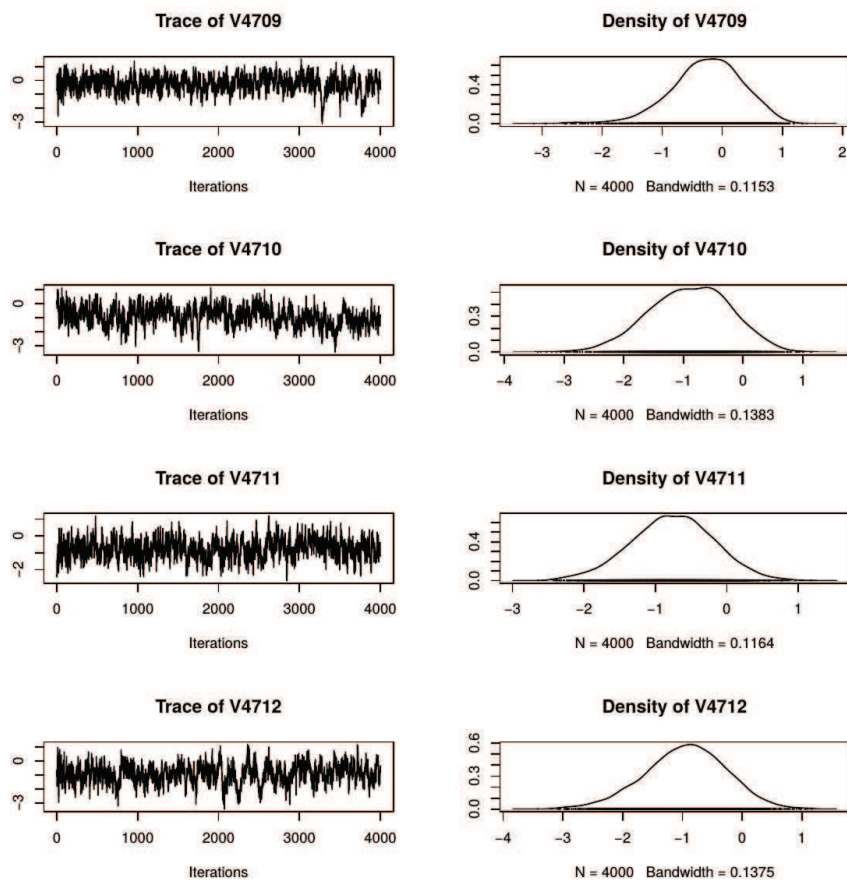 Trace of V4709
0
-3
0 1000 2000 3000 4000
Iterations
Density of V4709
0.4
0.0
-3 -2 -1 0 1 2
N = 4000 Bandwidth = 0.1153
Trace of V4710
0
-3
0 1000 2000 3000 4000
Iterations
Density of V4710
0.3
0.0
-4 -3 -2 -1 0 1
N = 4000 Bandwidth = 0.1383
Trace of V4711
0
-2
0 1000 2000 3000 4000
Iterations
Density of V4711
0.4
0.0
-3 -2 -1 0 1
N = 4000 Bandwidth = 0.1164
Trace of V4712
0
-3
0 1000 2000 3000 4000
Iterations
Density of V4712
0.6
0.3
0.0
-4 -3 -2 -1 0 1
N = 4000 Bandwidth = 0.1375